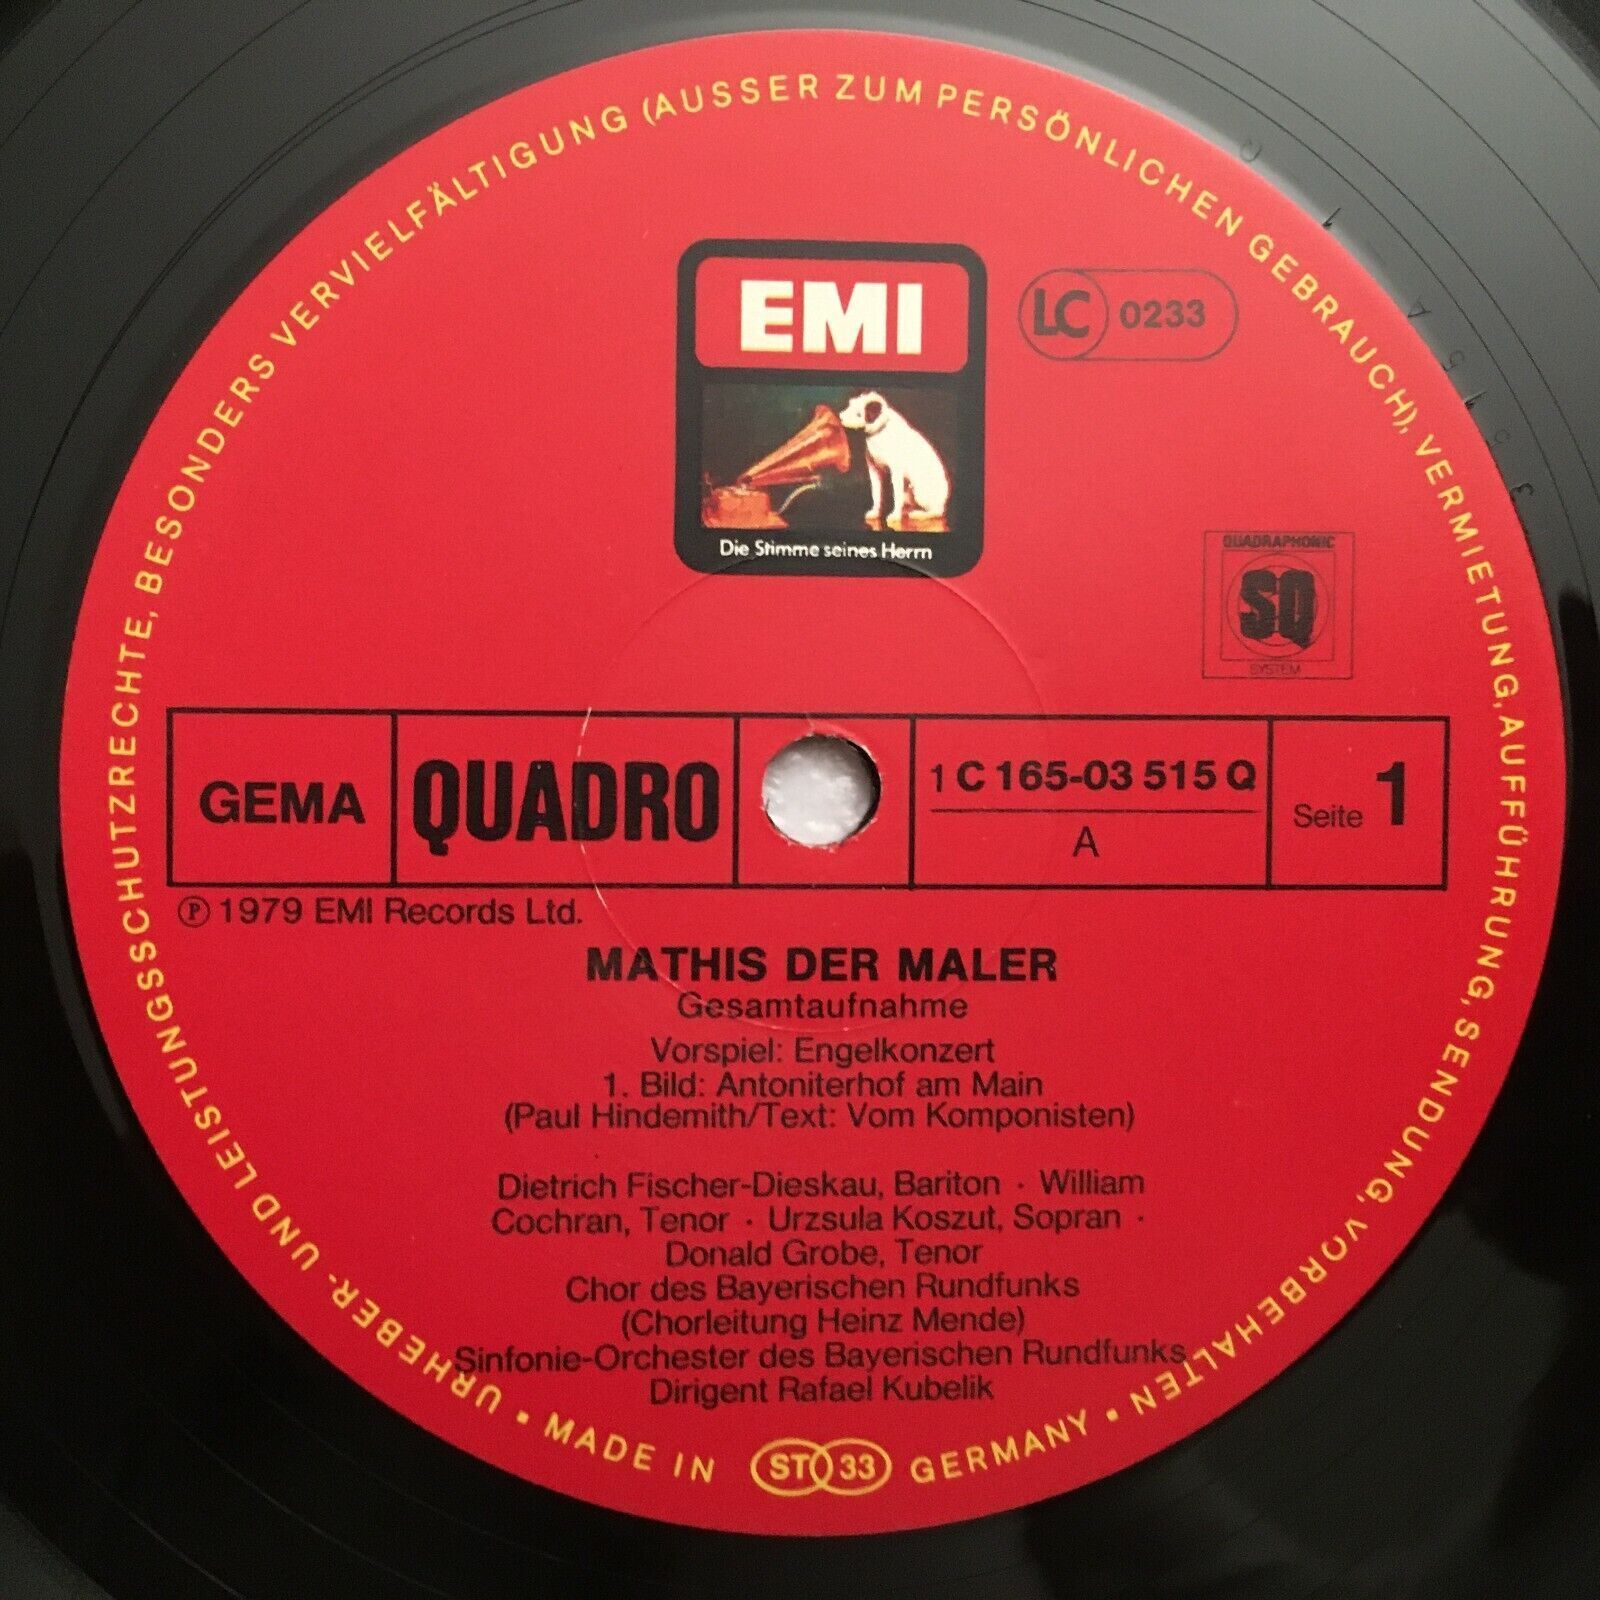 URHEBER- UND LEISTUNGSSCHUTZRECHTE, BESONDERS VERVIELFÄLTIGUNG (AUSSER ZUM PERSÖNLICHEN GEBRAUCH), VERMIETUNG, AUFFÜHRUNG, SENDUNG, VORBEHALTEN
EMI
Die Stimme seines Herrn
LC 0233
QUADRAPHONIC
SQ
SYSTEM
GEMA
QUADRO
1 C 165-03 515 Q
A
Seite 1
℗ 1979 EMI Records Ltd.
MATHIS DER MALER
Gesamtaufnahme
Vorspiel: Engelkonzert
1. Bild: Antoniterhof am Main
(Paul Hindemith/Text: Vom Komponisten)
Dietrich Fischer-Dieskau, Bariton · William
Cochran, Tenor · Urzsula Koszut, Sopran ·
Donald Grobe, Tenor
Chor des Bayerischen Rundfunks
(Chorleitung Heinz Mende)
Sinfonie-Orchester des Bayerischen Rundfunks
Dirigent Rafael Kubelik
· MADE IN ST 33 GERMANY ·